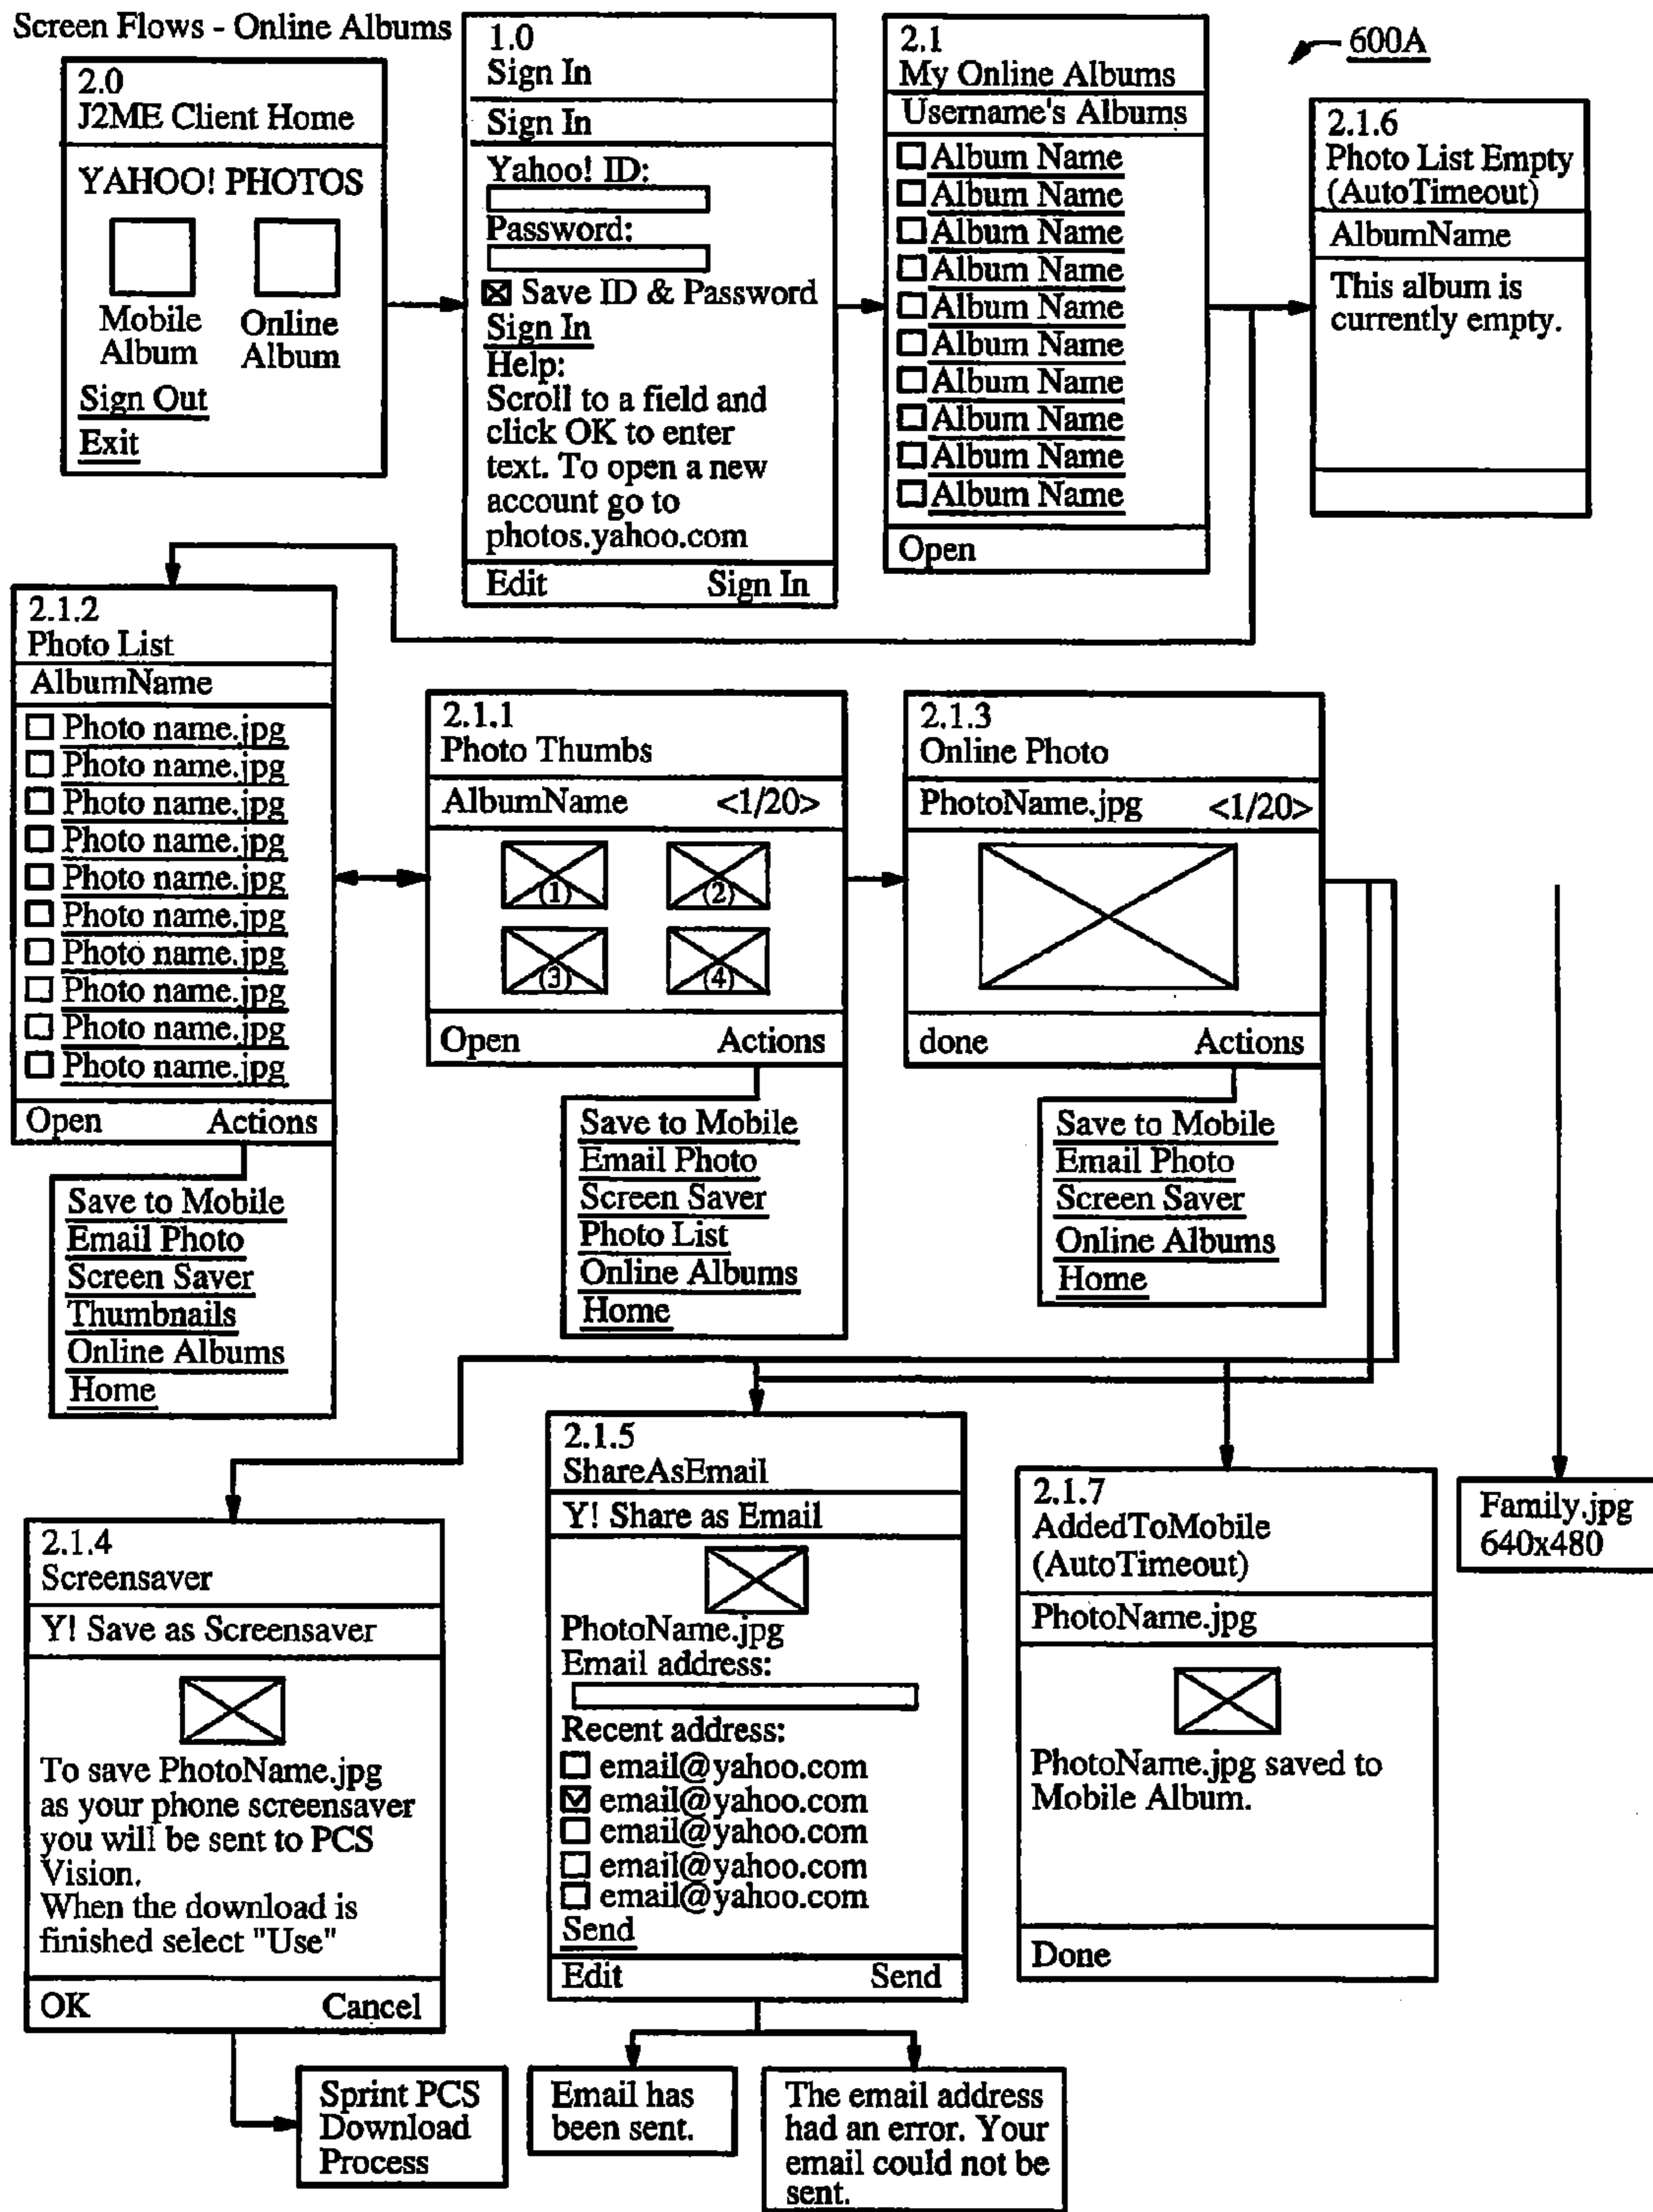 Screen Flows - Online Albums
600A
2.0
J2ME Client Home
YAHOO! PHOTOS
Mobile Album
Online Album
Sign Out
Exit
1.0
Sign In
Sign In
Yahoo! ID:
Password:
Save ID & Password
Sign In
Help:
Scroll to a field and
click OK to enter
text. To open a new
account go to
photos.yahoo.com
Edit Sign In
2.1
My Online Albums
Username's Albums
Album Name
Album Name
Album Name
Album Name
Album Name
Album Name
Album Name
Album Name
Album Name
Album Name
Open
2.1.6
Photo List Empty
(AutoTimeout)
AlbumName
This album is
currently empty.
2.1.2
Photo List
AlbumName
Photo name.jpg
Photo name.jpg
Photo name.jpg
Photo name.jpg
Photo name.jpg
Photo name.jpg
Photo name.jpg
Photo name.jpg
Photo name.jpg
Photo name.jpg
Open Actions
Save to Mobile
Email Photo
Screen Saver
Thumbnails
Online Albums
Home
2.1.1
Photo Thumbs
AlbumName <1/20>
(1) (2)
(3) (4)
Open Actions
Save to Mobile
Email Photo
Screen Saver
Photo List
Online Albums
Home
2.1.3
Online Photo
PhotoName.jpg <1/20>
done Actions
Save to Mobile
Email Photo
Screen Saver
Online Albums
Home
2.1.4
Screensaver
Y! Save as Screensaver
To save PhotoName.jpg
as your phone screensaver
you will be sent to PCS
Vision.
When the download is
finished select "Use"
OK Cancel
Sprint PCS
Download
Process
2.1.5
ShareAsEmail
Y! Share as Email
PhotoName.jpg
Email address:
Recent address:
email@yahoo.com
email@yahoo.com
email@yahoo.com
email@yahoo.com
email@yahoo.com
Send
Edit Send
Email has
been sent.
The email address
had an error. Your
email could not be
sent.
2.1.7
AddedToMobile
(AutoTimeout)
PhotoName.jpg
PhotoName.jpg saved to
Mobile Album.
Done
Family.jpg
640x480